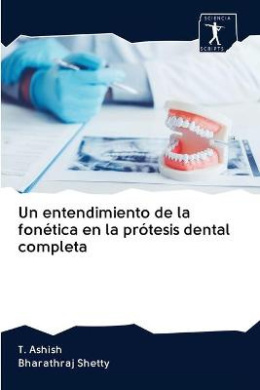 SCIENCIA
SCRIPTS
Un entendimiento de la
fonética en la prótesis dental
completa
T. Ashish
Bharathraj Shetty